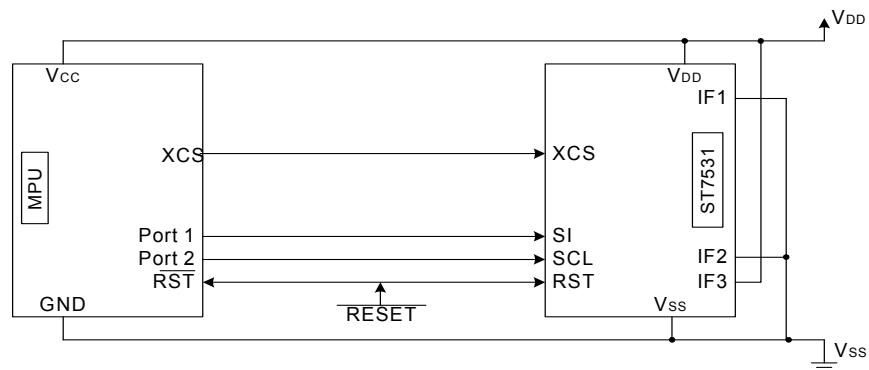 VDD
VCC
VDD
IF1
XCS
XCS
MPU
ST7531
Port 1
SI
Port 2
SCL
IF2
RST
RST
IF3
GND
RESET
VSS
VSS